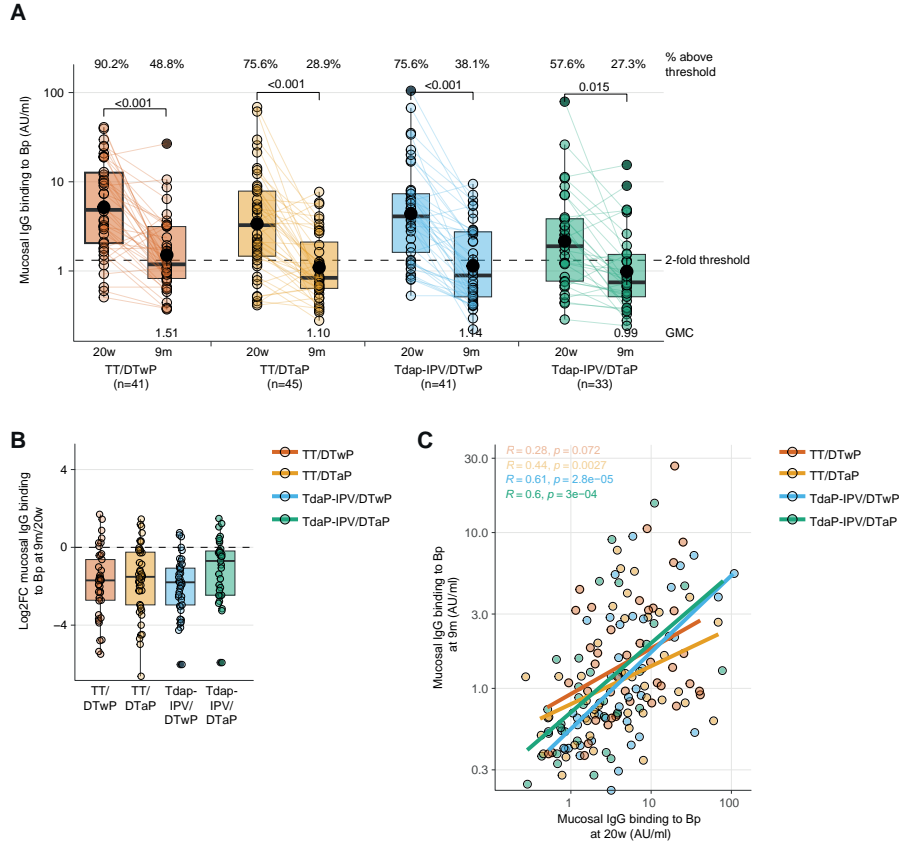 A
90.2% 48.8% 75.6% 28.9% 75.6% 38.1% 57.6% 27.3% % above
threshold
<0.001 <0.001 <0.001 0.015
Mucosal IgG binding to Bp (AU/ml)
100
10
1
2-fold threshold
1.51 1.10 1.14 0.99 GMC
20w 9m 20w 9m 20w 9m 20w 9m
TT/DTwP TT/DTaP Tdap-IPV/DTwP Tdap-IPV/DTaP
(n=41) (n=45) (n=41) (n=33)
B
Log2FC mucosal IgG binding
to Bp at 9m/20w
4
0
−4
TT/
DTwP
TT/
DTaP
Tdap-
IPV/
DTwP
Tdap-
IPV/
DTaP
TT/DTwP
TT/DTaP
TdaP-IPV/DTwP
TdaP-IPV/DTaP
C
R = 0.28, p = 0.072
R = 0.44, p = 0.0027
R = 0.61, p = 2.8e−05
R = 0.6, p = 3e−04
Mucosal IgG binding to Bp
at 9m (AU/ml)
30.0
10.0
3.0
1.0
0.3
1 10 100
Mucosal IgG binding to Bp
at 20w (AU/ml)
TT/DTwP
TT/DTaP
TdaP-IPV/DTwP
TdaP-IPV/DTaP